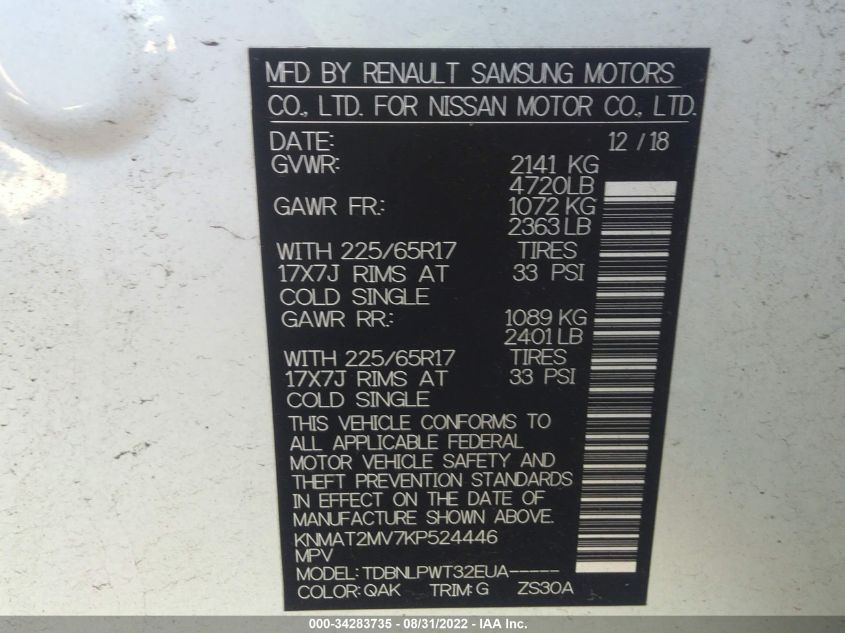 MFD BY RENAULT SAMSUNG MOTORS
CO., LTD. FOR NISSAN MOTOR CO., LTD.
DATE: 12 / 18
GVWR: 2141 KG
4720LB
GAWR FR.: 1072 KG
2363 LB
WITH 225/65R17 TIRES
17X7J RIMS AT 33 PSI
COLD SINGLE
GAWR RR.: 1089 KG
2401 LB
WITH 225/65R17 TIRES
17X7J RIMS AT 33 PSI
COLD SINGLE
THIS VEHICLE CONFORMS TO
ALL APPLICABLE FEDERAL
MOTOR VEHICLE SAFETY AND
THEFT PREVENTION STANDARDS
IN EFFECT ON THE DATE OF
MANUFACTURE SHOWN ABOVE.
KNMAT2MV7KP524446
MPV
MODEL: TDBNLPWT32EUA-----
COLOR: QAK TRIM: G ZS30A
000-34283735 - 08/31/2022 - IAA Inc.